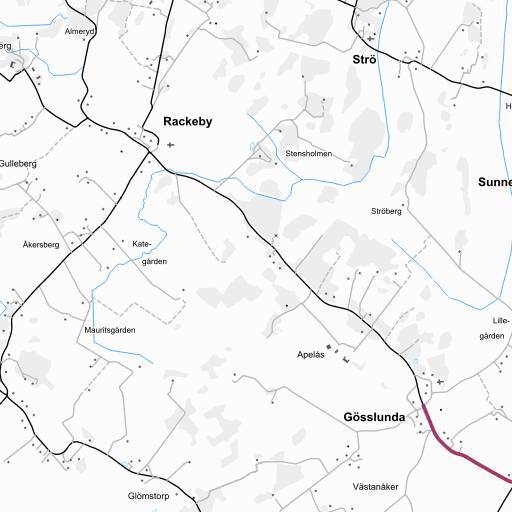 Almeryd
Strö
Rackeby
Stensholmen
Gulleberg
Sunne
Ströberg
Åkersberg
Kate-
gården
Lille-
gården
Mauritsgården
Apelås
Gösslunda
Västanåker
Glömstorp